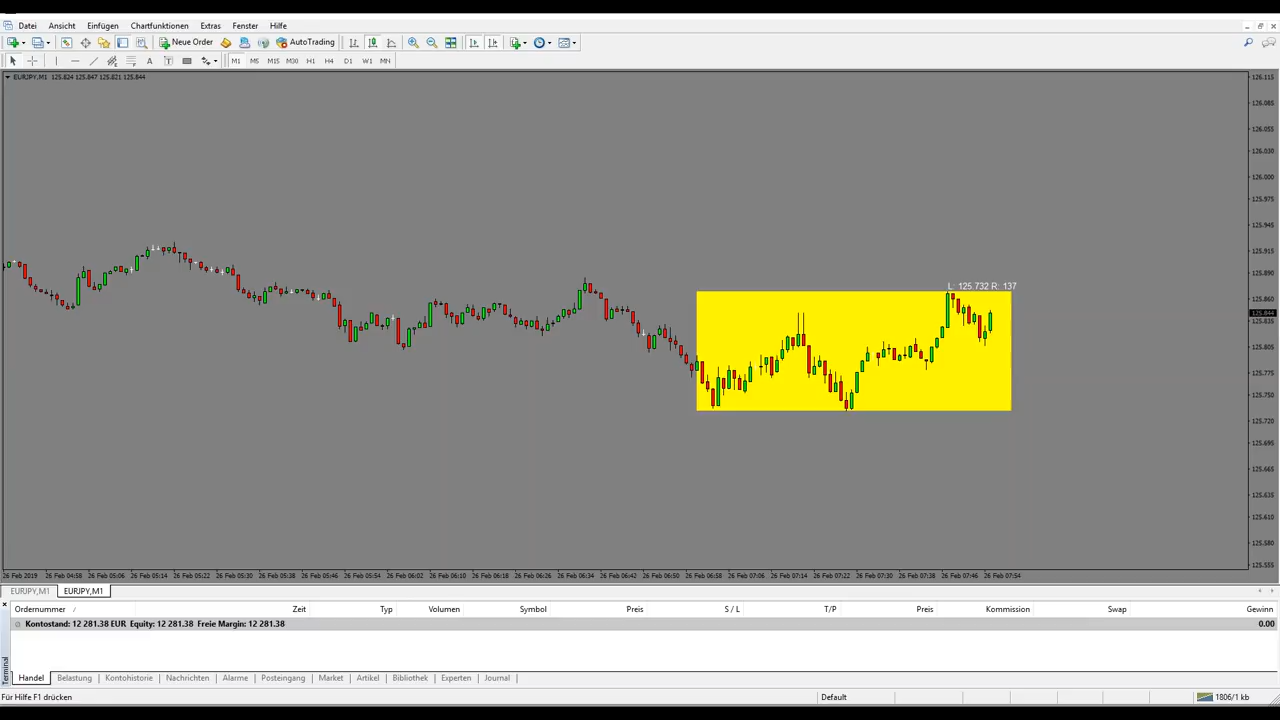 Datei Ansicht Einfügen Chartfunktionen Extras Fenster Hilfe
New Order AutoTrading
A T M1 M5 M15 M30 H1 H4 D1 W1 MN
EURJPY,M1 125.824 125.847 125.821 125.844
126.115
126.085
126.055
126.030
126.000
125.975
125.945
125.915
125.890
L: 125.732 R: 137
125.860
125.844
125.835
125.805
125.775
125.750
125.720
125.695
125.665
125.635
125.610
125.580
125.555
26 Feb 2019 26 Feb 04:58 26 Feb 05:06 26 Feb 05:14 26 Feb 05:22 26 Feb 05:30 26 Feb 05:38 26 Feb 05:46 26 Feb 05:54 26 Feb 06:02 26 Feb 06:10 26 Feb 06:18 26 Feb 06:26 26 Feb 06:34 26 Feb 06:42 26 Feb 06:50 26 Feb 06:58 26 Feb 07:06 26 Feb 07:14 26 Feb 07:22 26 Feb 07:30 26 Feb 07:38 26 Feb 07:46 26 Feb 07:54
EURJPY,M1 EURJPY,M1
Ordernummer Zeit Typ Volumen Symbol Preis S / L T/P Preis Kommission Swap Gewinn
Kontostand: 12 281.38 EUR Equity: 12 281.38 Freie Margin: 12 281.38 0.00
Terminal
Handel Belastung Kontohistorie Nachrichten Alarme Posteingang Market Artikel Bibliothek Experten Journal
Für Hilfe F1 drücken Default 1806/1 kb